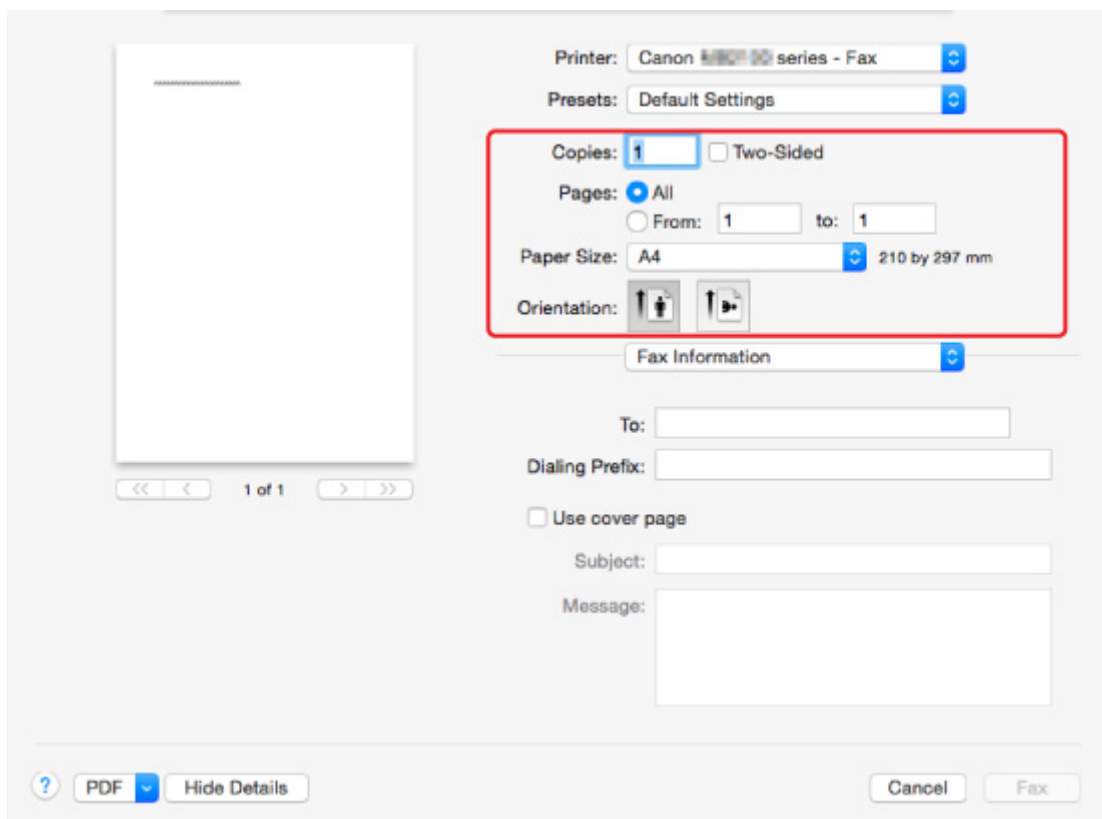 Printer: Canon series - Fax
Presets: Default Settings
Copies: 1 Two-Sided
Pages: All
From: 1 to: 1
Paper Size: A4 210 by 297 mm
Orientation:
Fax Information
To:
Dialing Prefix:
1 of 1
Use cover page
Subject:
Message:
? PDF Hide Details Cancel Fax